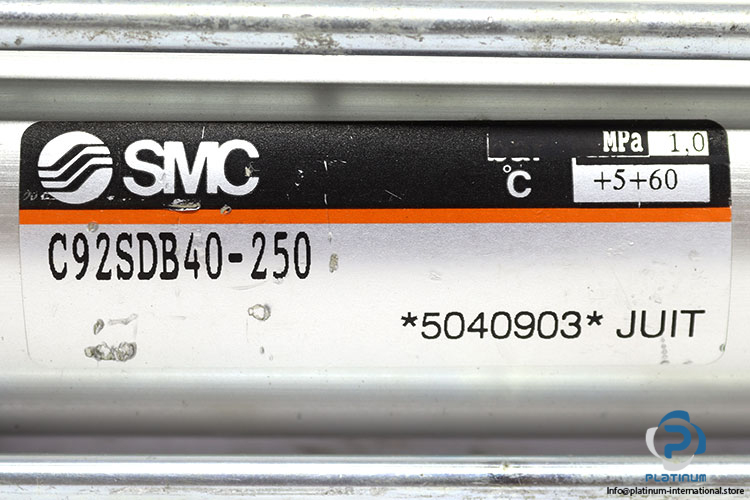 SMC
MPa 1,0
°C +5+60
C92SDB40-250
*5040903* JUIT
PLATINUM
Info@platinum-international.store